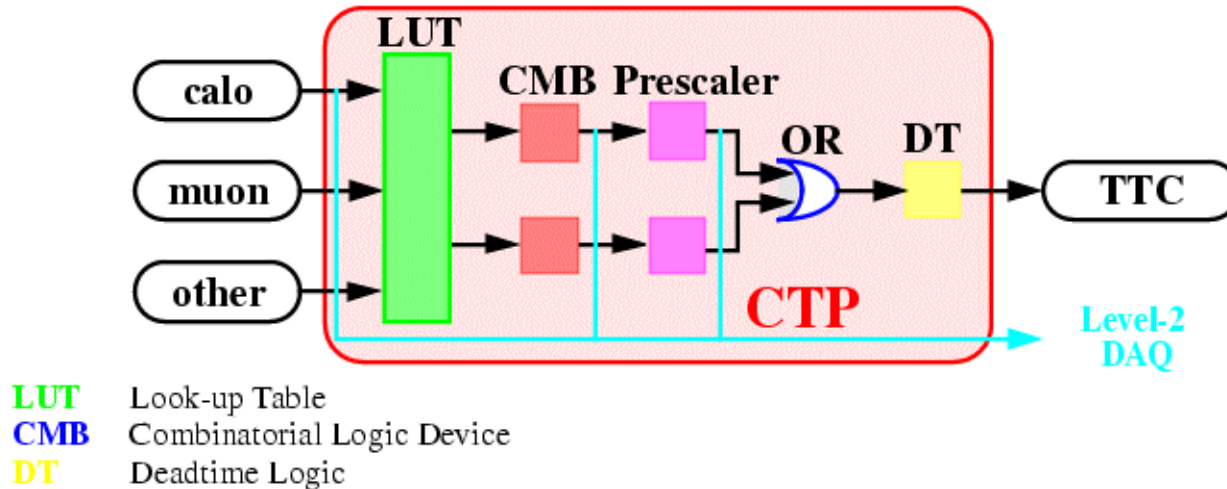 LUT
calo
CMB
Prescaler
OR
DT
muon
TTC
other
CTP
Level-2
DAQ
LUT Look-up Table
CMB Combinatorial Logic Device
DT Deadtime Logic